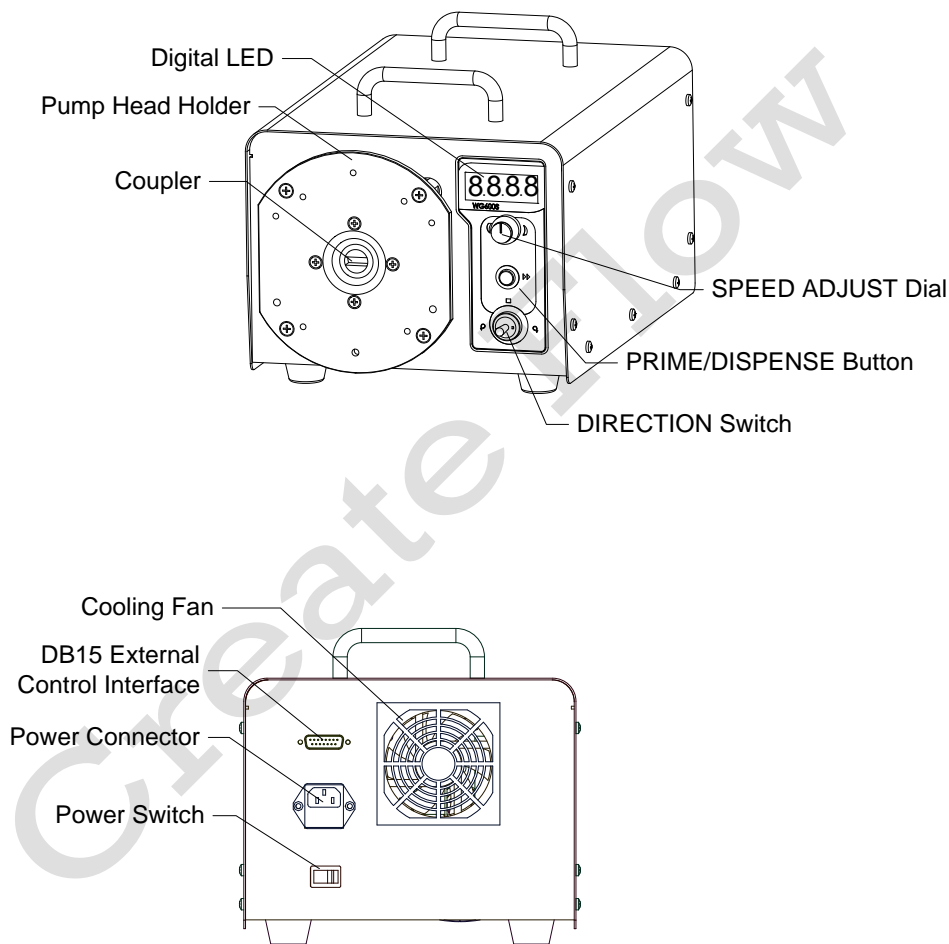 Digital LED
Pump Head Holder
Coupler
8.8.8.8
WG600S
SPEED ADJUST Dial
PRIME/DISPENSE Button
DIRECTION Switch
Cooling Fan
DB15 External
Control Interface
Power Connector
Power Switch
Create Flow